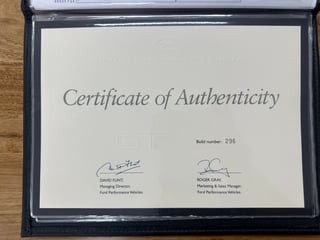 Certificate of Authenticity
Build number: 296
DAVID FLINT.
Managing Director.
Ford Performance Vehicles.
ROGER GRAY.
Marketing & Sales Manager.
Ford Performance Vehicles.